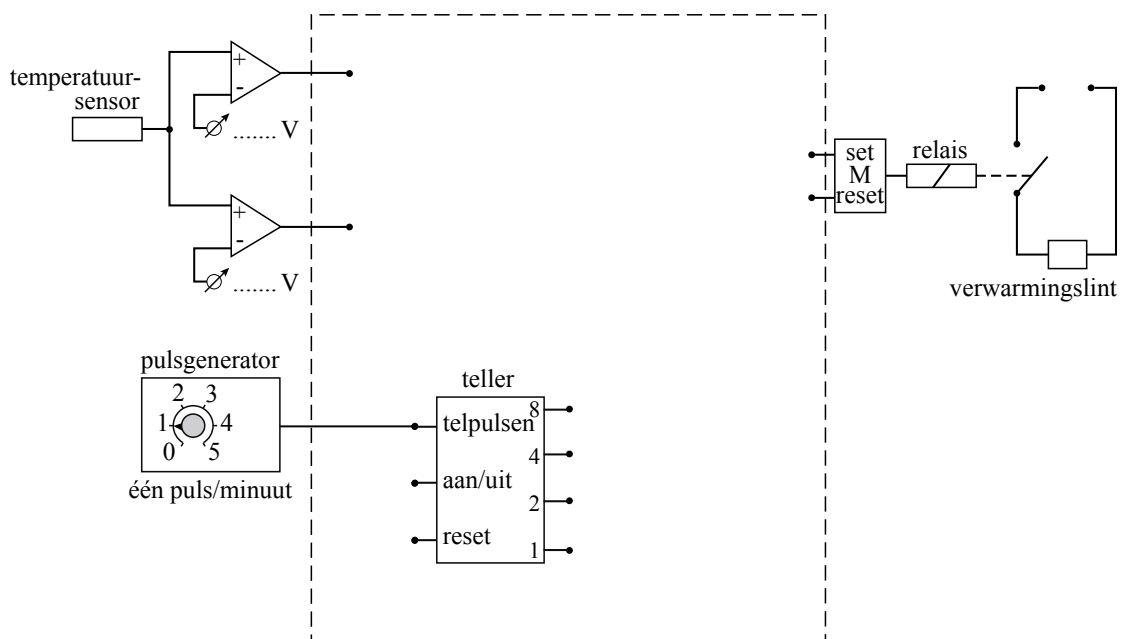 temperatuur-
sensor
+
-
....... V
+
-
....... V
set
M
reset
relais
verwarmingslint
pulsgenerator
2 3
1 4
0 5
één puls/minuut
teller
telpulsen
aan/uit
reset
8
4
2
1